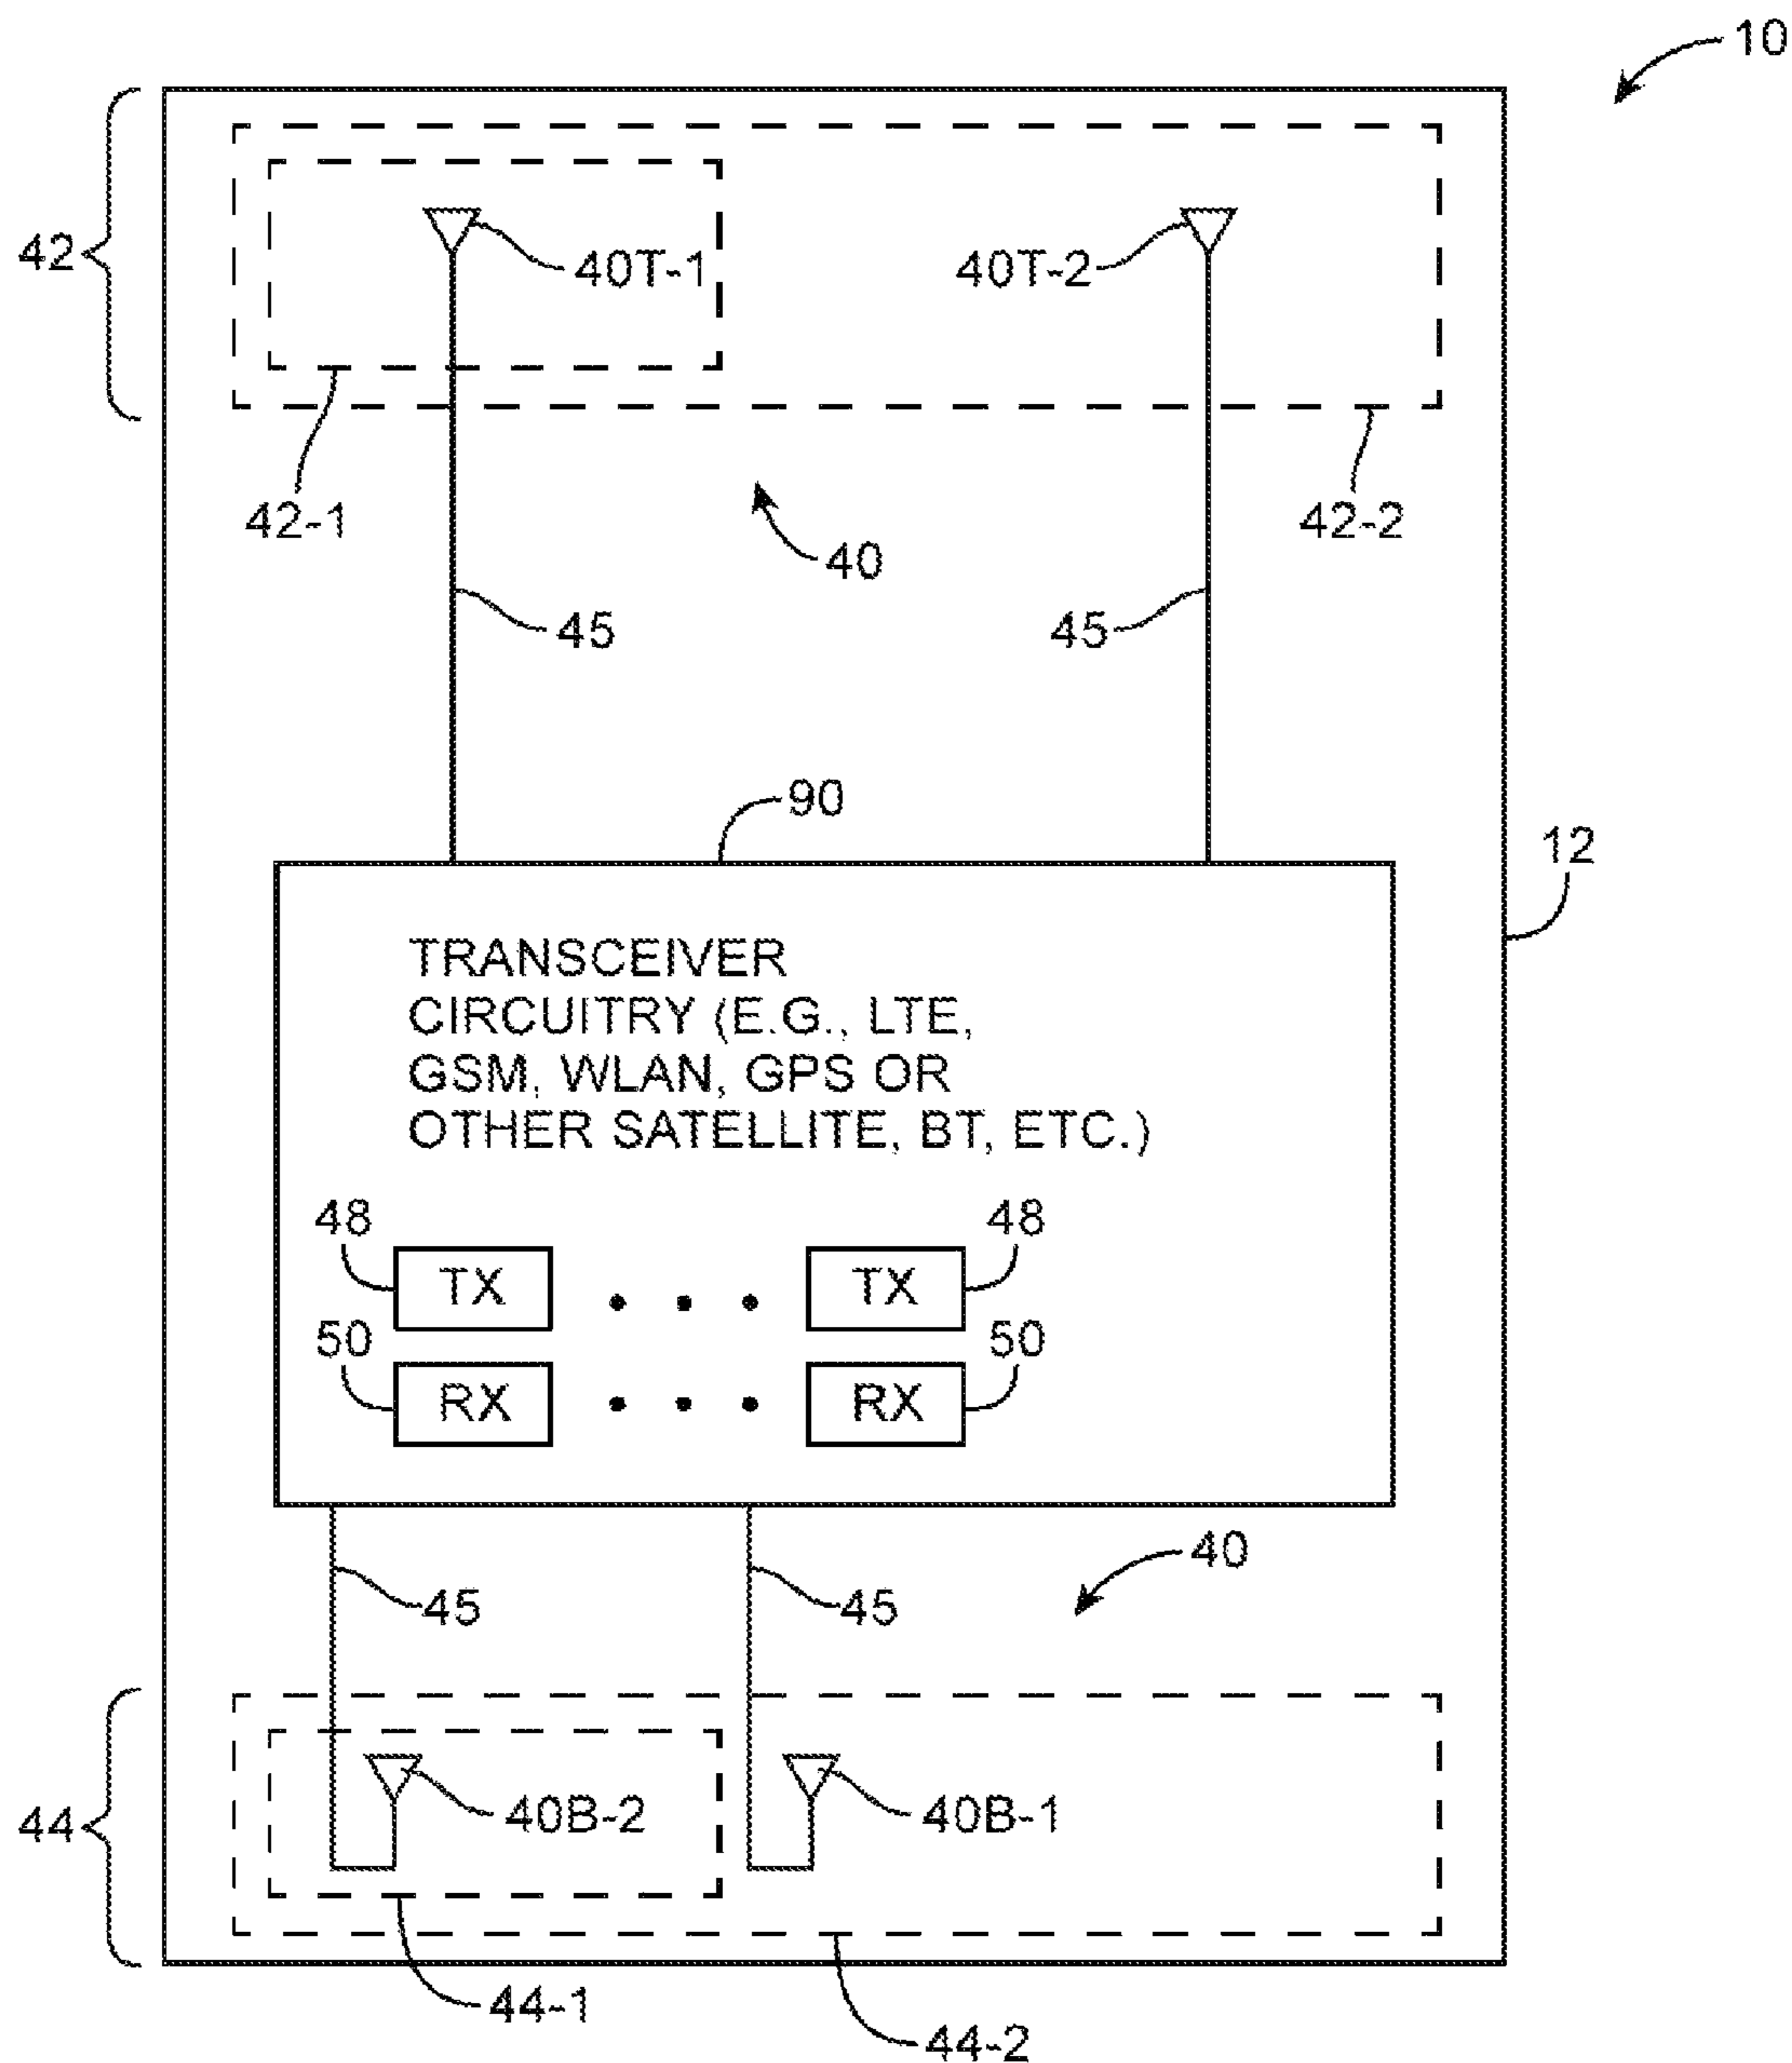 10
42
40T-1
40T-2
42-1
42-2
40
45
45
90
12
TRANSCEIVER
CIRCUITRY (E.G., LTE,
GSM, WLAN, GPS OR
OTHER SATELLITE, BT, ETC.)
48
48
TX
TX
50
50
RX
RX
40
45
45
44
40B-2
40B-1
44-1
44-2